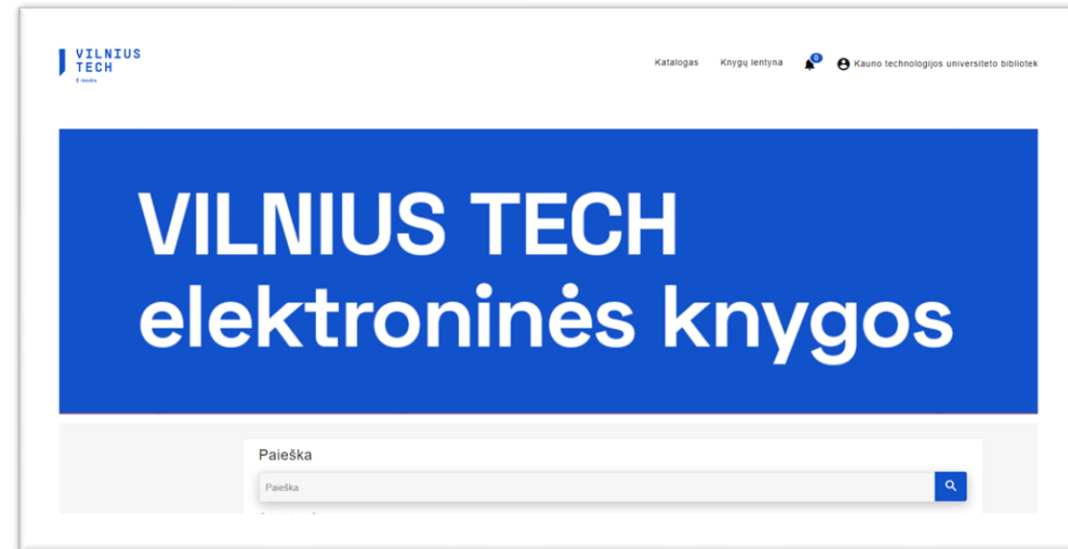 VILNIUS
TECH
E-books
Katalogas Knygų lentyna 0 Kauno technologijos universiteto bibliotek
VILNIUS TECH
elektroninės knygos
Paieška
Paieška